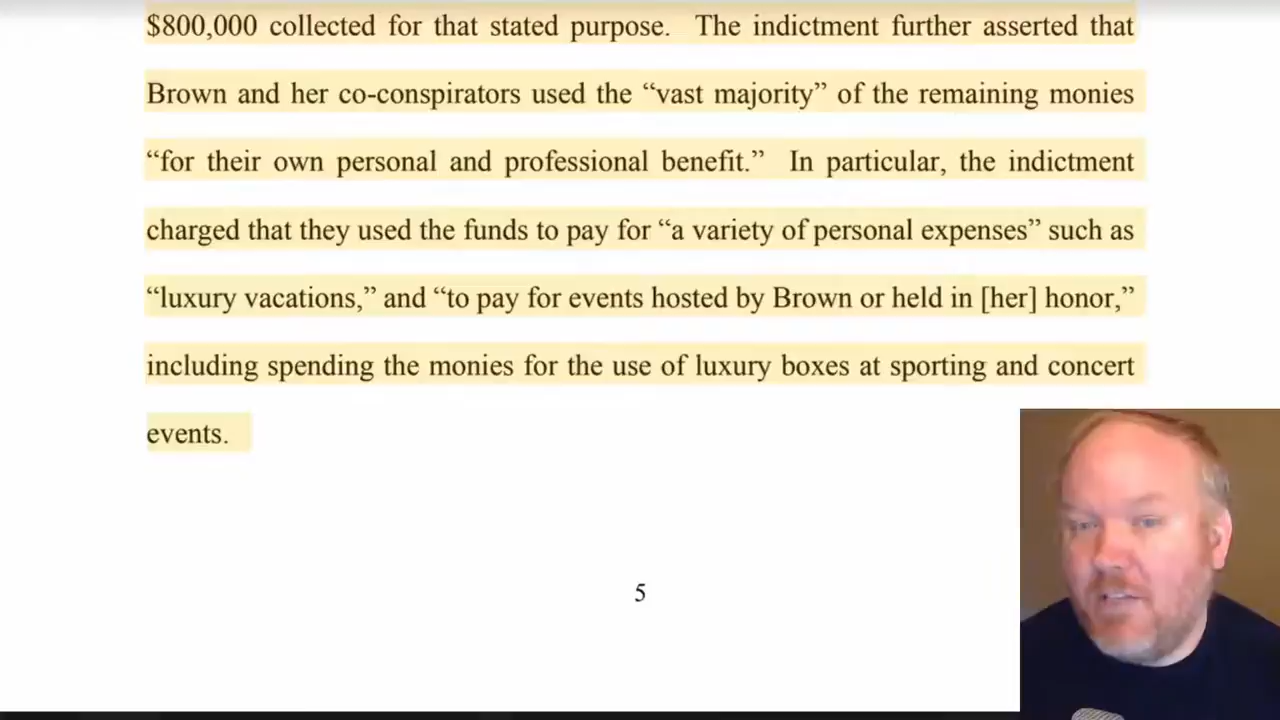 $800,000 collected for that stated purpose. The indictment further asserted that
Brown and her co-conspirators used the “vast majority” of the remaining monies
“for their own personal and professional benefit.” In particular, the indictment
charged that they used the funds to pay for “a variety of personal expenses” such as
“luxury vacations,” and “to pay for events hosted by Brown or held in [her] honor,”
including spending the monies for the use of luxury boxes at sporting and concert
events.
5